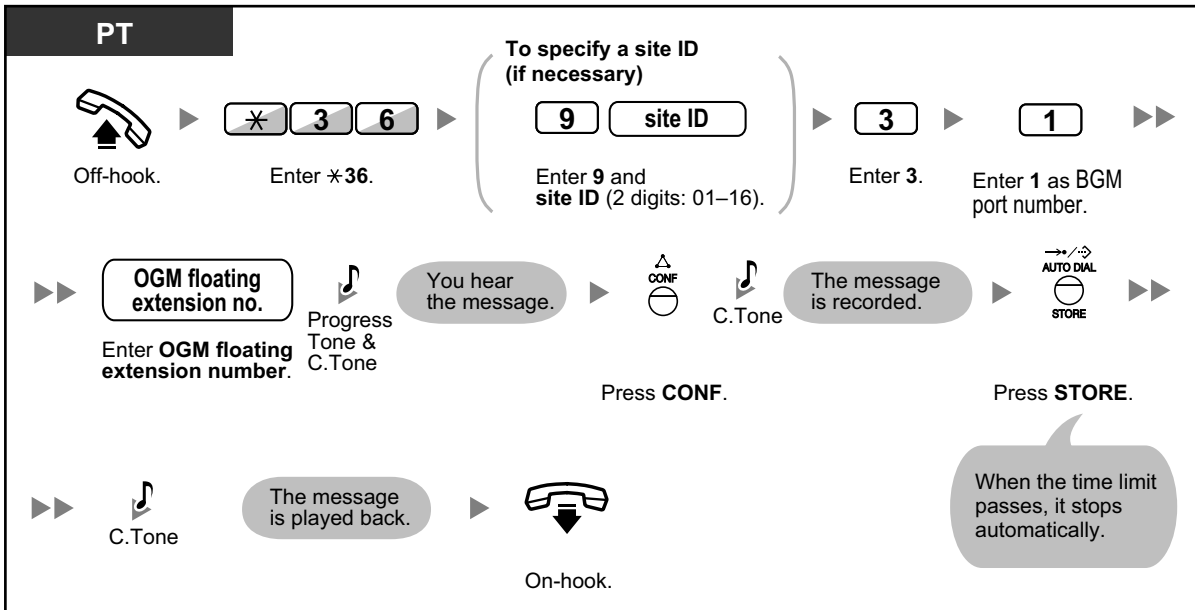 PT
To specify a site ID
(if necessary)
✳ 3 6
9 site ID
3
1
Off-hook.
Enter ✳36.
Enter 9 and
site ID (2 digits: 01–16).
Enter 3.
Enter 1 as BGM
port number.
OGM floating
extension no.
Enter OGM floating
extension number.
Progress
Tone &
C.Tone
You hear
the message.
CONF
Press CONF.
C.Tone
The message
is recorded.
AUTO DIAL
STORE
Press STORE.
When the time limit
passes, it stops
automatically.
C.Tone
The message
is played back.
On-hook.